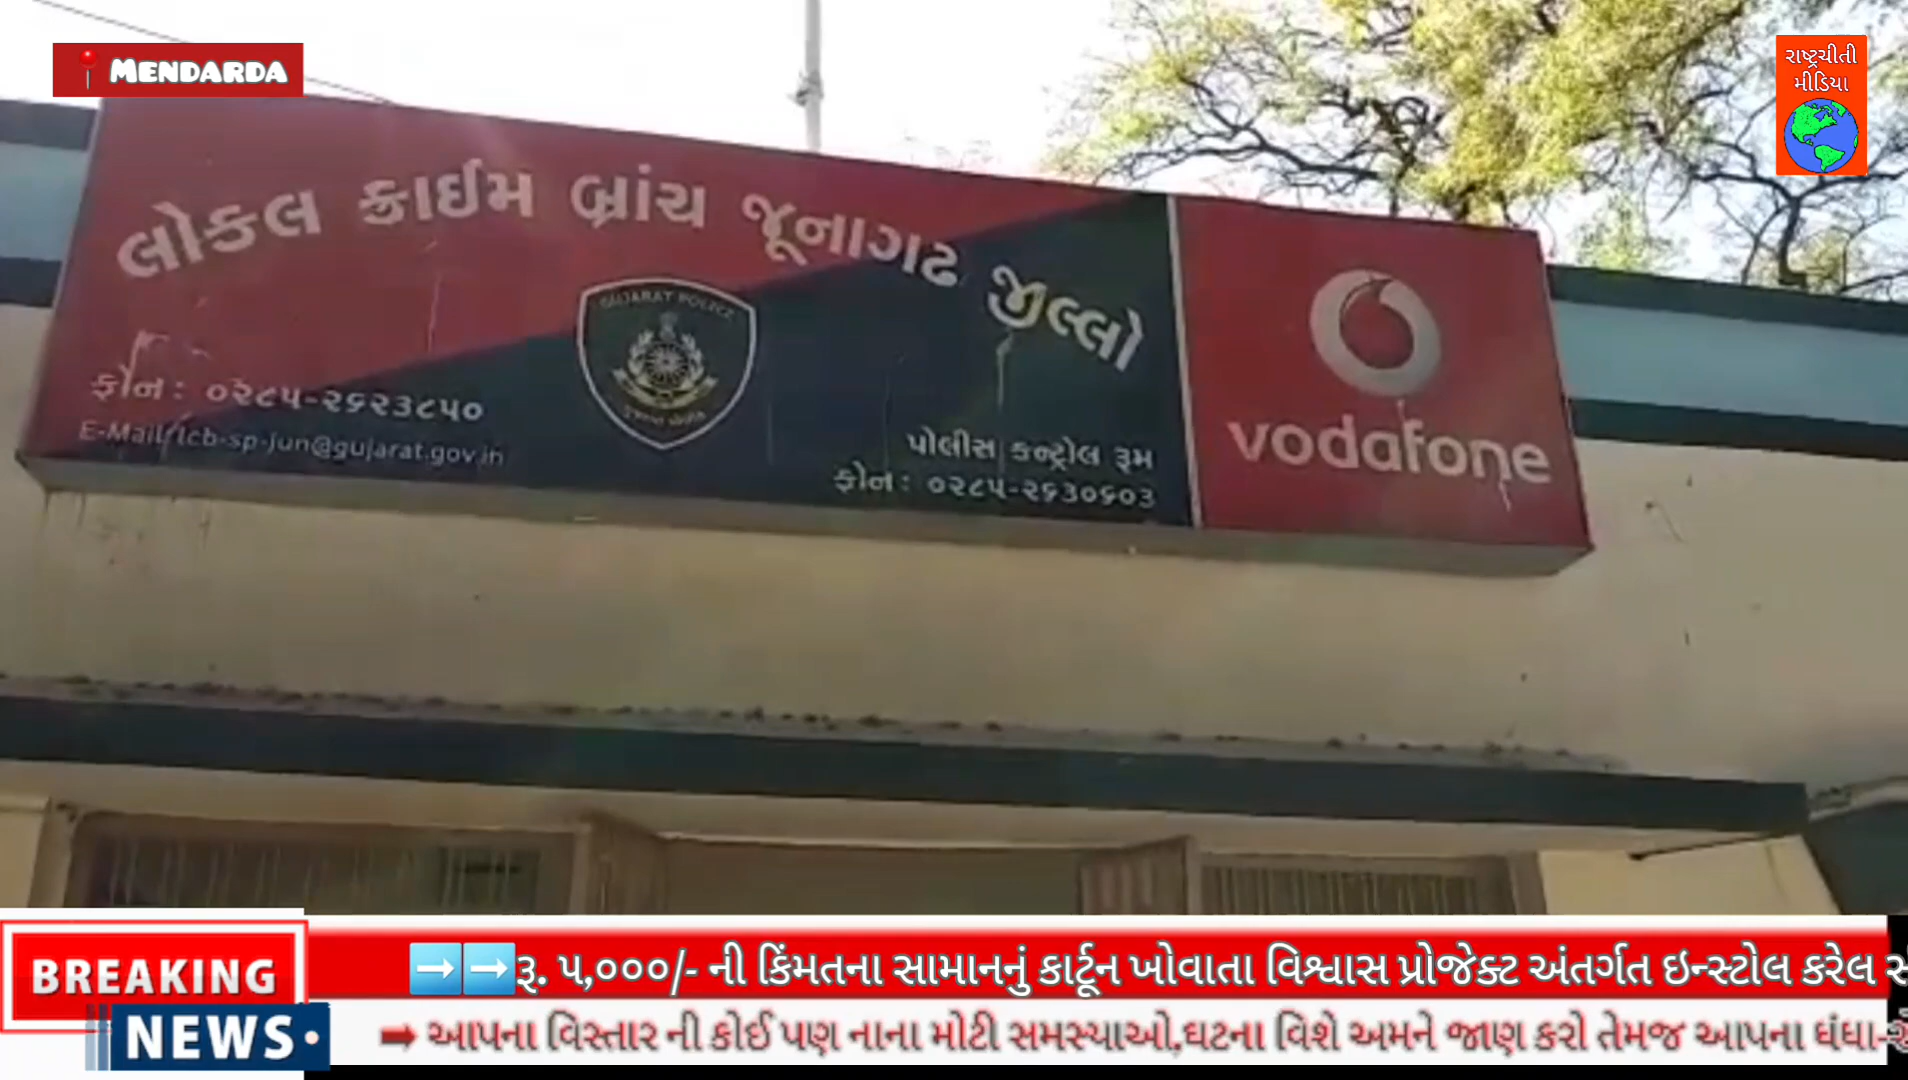 MENDARDA
રાષ્ટ્રચીતી
મીડિયા
લોકલ ક્રાઈમ બ્રાંચ જૂનાગઢ જીલ્લો
GUJARAT POLICE
ફોન : ૦૨૮૫-૨૬૨૩૮૫૦
E-Mail lcb-sp-jun@gujarat.gov.in
પોલીસ કન્ટ્રોલ રૂમ
ફોન : ૦૨૮૫-૨૬૩૦૬૦૩
vodafone
BREAKING
NEWS
➡➡રૂ. ૫,૦૦૦/- ની કિંમતના સામાનનું કાર્ટૂન ખોવાતા વિશ્વાસ પ્રોજેક્ટ અંતર્ગત ઇન્સ્ટોલ કરેલ
➡ આપના વિસ્તાર ની કોઈ પણ નાના મોટી સમસ્યાઓ,ઘટના વિશે અમને જાણ કરો તેમજ આપના ધંધા-